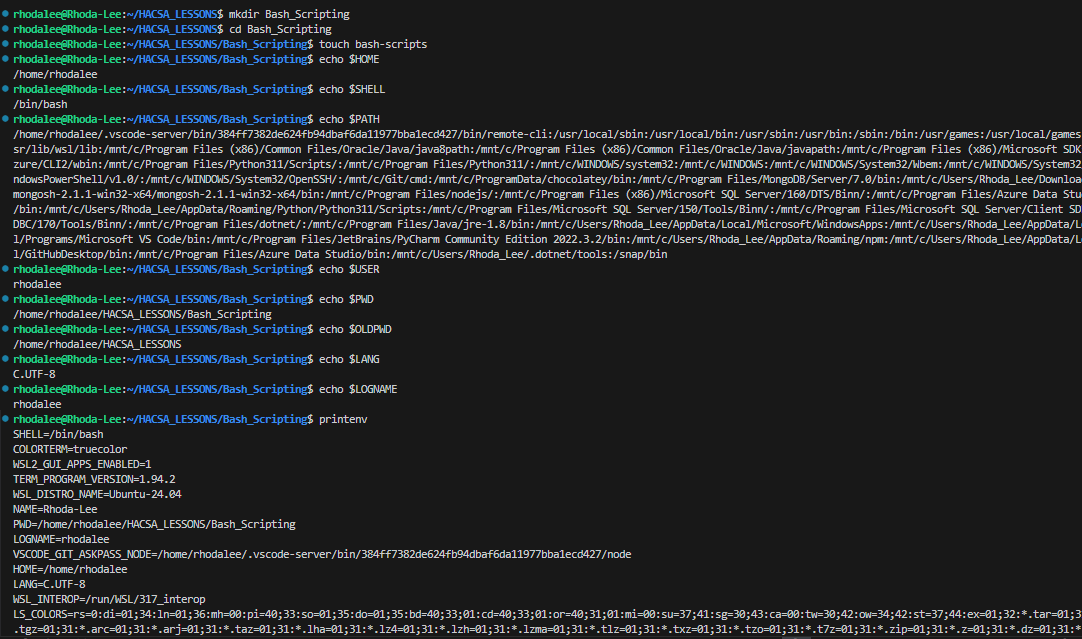 rhodalee@Rhoda-Lee:~/HACSA_LESSONS$ mkdir Bash_Scripting
rhodalee@Rhoda-Lee:~/HACSA_LESSONS$ cd Bash_Scripting
rhodalee@Rhoda-Lee:~/HACSA_LESSONS/Bash_Scripting$ touch bash-scripts
rhodalee@Rhoda-Lee:~/HACSA_LESSONS/Bash_Scripting$ echo $HOME
/home/rhodalee
rhodalee@Rhoda-Lee:~/HACSA_LESSONS/Bash_Scripting$ echo $SHELL
/bin/bash
rhodalee@Rhoda-Lee:~/HACSA_LESSONS/Bash_Scripting$ echo $PATH
/home/rhodalee/.vscode-server/bin/384ff7382de624fb94dbaf6da11977bba1ecd427/bin/remote-cli:/usr/local/sbin:/usr/local/bin:/usr/sbin:/usr/bin:/sbin:/bin:/usr/games:/usr/local/games
sr/lib/wsl/lib:/mnt/c/Program Files (x86)/Common Files/Oracle/Java/java8path:/mnt/c/Program Files (x86)/Common Files/Oracle/Java/javapath:/mnt/c/Program Files (x86)/Microsoft SDK
zure/CLI2/wbin:/mnt/c/Program Files/Python311/Scripts/:/mnt/c/Program Files/Python311/:/mnt/c/WINDOWS/system32:/mnt/c/WINDOWS:/mnt/c/WINDOWS/System32/Wbem:/mnt/c/WINDOWS/System32
ndowsPowerShell/v1.0/:/mnt/c/WINDOWS/System32/OpenSSH/:/mnt/c/Git/cmd:/mnt/c/ProgramData/chocolatey/bin:/mnt/c/Program Files/MongoDB/Server/7.0/bin:/mnt/c/Users/Rhoda_Lee/Downloa
mongosh-2.1.1-win32-x64/mongosh-2.1.1-win32-x64/bin:/mnt/c/Program Files/nodejs/:/mnt/c/Program Files (x86)/Microsoft SQL Server/160/DTS/Binn/:/mnt/c/Program Files/Azure Data Stu
/bin:/mnt/c/Users/Rhoda_Lee/AppData/Roaming/Python/Python311/Scripts:/mnt/c/Program Files/Microsoft SQL Server/150/Tools/Binn/:/mnt/c/Program Files/Microsoft SQL Server/Client SD
DBC/170/Tools/Binn/:/mnt/c/Program Files/dotnet/:/mnt/c/Program Files/Java/jre-1.8/bin:/mnt/c/Users/Rhoda_Lee/AppData/Local/Microsoft/WindowsApps:/mnt/c/Users/Rhoda_Lee/AppData/Lo
l/Programs/Microsoft VS Code/bin:/mnt/c/Program Files/JetBrains/PyCharm Community Edition 2022.3.2/bin:/mnt/c/Users/Rhoda_Lee/AppData/Roaming/npm:/mnt/c/Users/Rhoda_Lee/AppData/L
l/GitHubDesktop/bin:/mnt/c/Program Files/Azure Data Studio/bin:/mnt/c/Users/Rhoda_Lee/.dotnet/tools:/snap/bin
rhodalee@Rhoda-Lee:~/HACSA_LESSONS/Bash_Scripting$ echo $USER
rhodalee
rhodalee@Rhoda-Lee:~/HACSA_LESSONS/Bash_Scripting$ echo $PWD
/home/rhodalee/HACSA_LESSONS/Bash_Scripting
rhodalee@Rhoda-Lee:~/HACSA_LESSONS/Bash_Scripting$ echo $OLDPWD
/home/rhodalee/HACSA_LESSONS
rhodalee@Rhoda-Lee:~/HACSA_LESSONS/Bash_Scripting$ echo $LANG
C.UTF-8
rhodalee@Rhoda-Lee:~/HACSA_LESSONS/Bash_Scripting$ echo $LOGNAME
rhodalee
rhodalee@Rhoda-Lee:~/HACSA_LESSONS/Bash_Scripting$ printenv
SHELL=/bin/bash
COLORTERM=truecolor
WSL2_GUI_APPS_ENABLED=1
TERM_PROGRAM_VERSION=1.94.2
WSL_DISTRO_NAME=Ubuntu-24.04
NAME=Rhoda-Lee
PWD=/home/rhodalee/HACSA_LESSONS/Bash_Scripting
LOGNAME=rhodalee
VSCODE_GIT_ASKPASS_NODE=/home/rhodalee/.vscode-server/bin/384ff7382de624fb94dbaf6da11977bba1ecd427/node
HOME=/home/rhodalee
LANG=C.UTF-8
WSL_INTEROP=/run/WSL/317_interop
LS_COLORS=rs=0:di=01;34:ln=01;36:mh=00:pi=40;33:so=01;35:do=01;35:bd=40;33;01:cd=40;33;01:or=40;31;01:mi=00:su=37;41:sg=30;43:ca=00:tw=30;42:ow=34;42:st=37;44:ex=01;32:*.tar=01;3
.tgz=01;31:*.arc=01;31:*.arj=01;31:*.taz=01;31:*.lha=01;31:*.lz4=01;31:*.lzh=01;31:*.lzma=01;31:*.tlz=01;31:*.txz=01;31:*.tzo=01;31:*.t7z=01;31:*.zip=01;31:*.z=01;31:*.dz=01;31:*